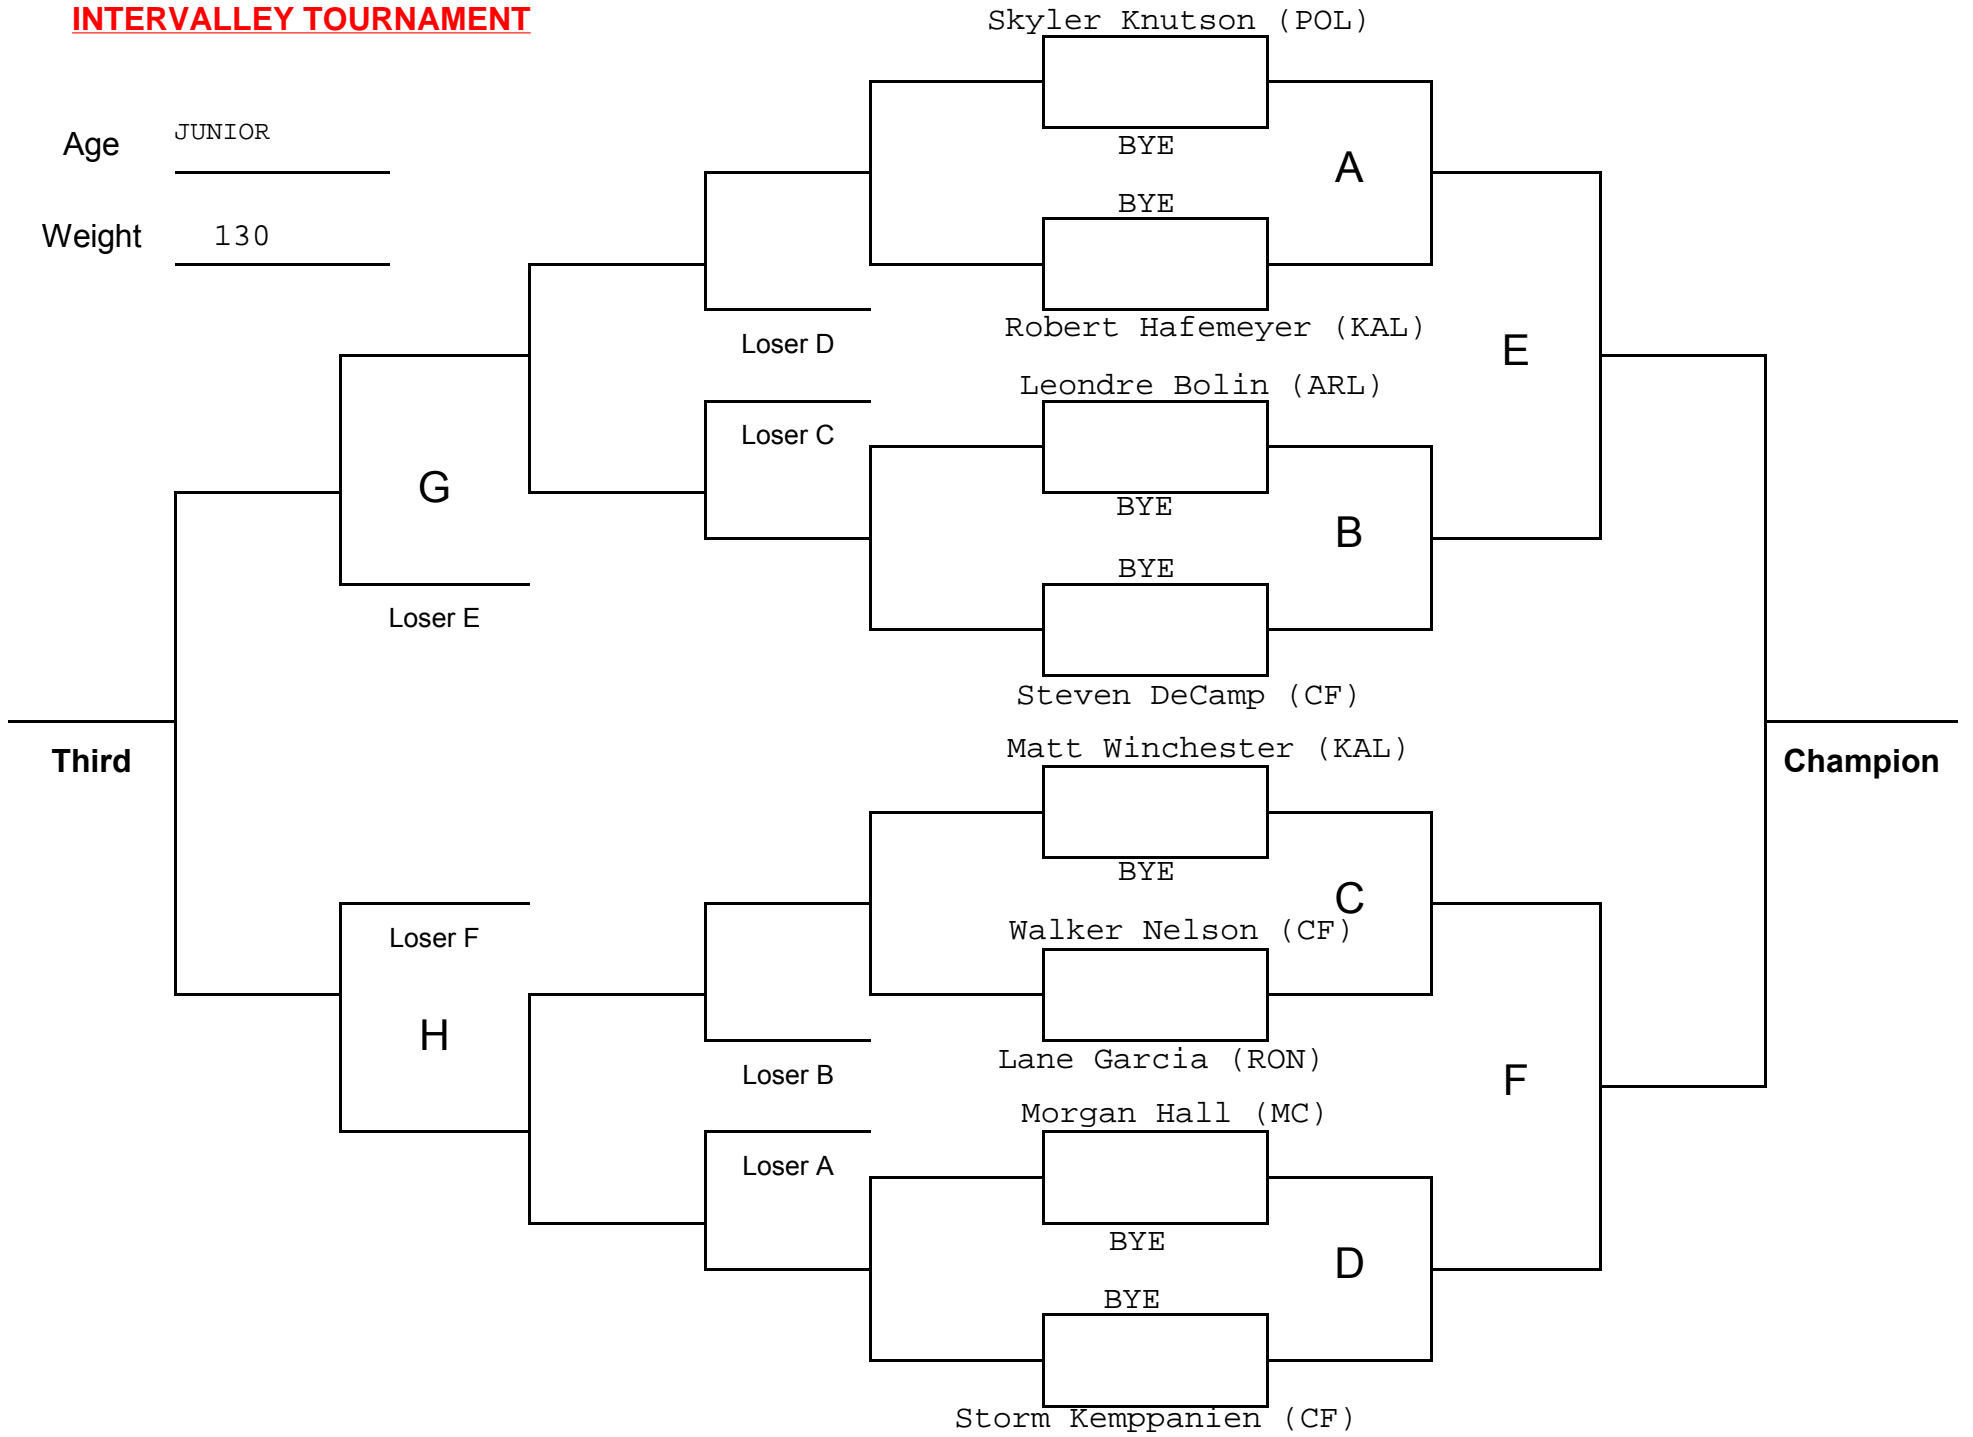 INTERVALLEY TOURNAMENT
Skyler Knutson (POL)
Age JUNIOR
BYE
A
BYE
Weight 130
Robert Hafemeyer (KAL)
Loser D
E
Leondre Bolin (ARL)
Loser C
G
BYE
B
BYE
Loser E
Steven DeCamp (CF)
Matt Winchester (KAL)
Third
Champion
BYE
C
Walker Nelson (CF)
Loser F
H
Lane Garcia (RON)
Loser B
F
Morgan Hall (MC)
Loser A
BYE
D
BYE
Storm Kemppanien (CF)